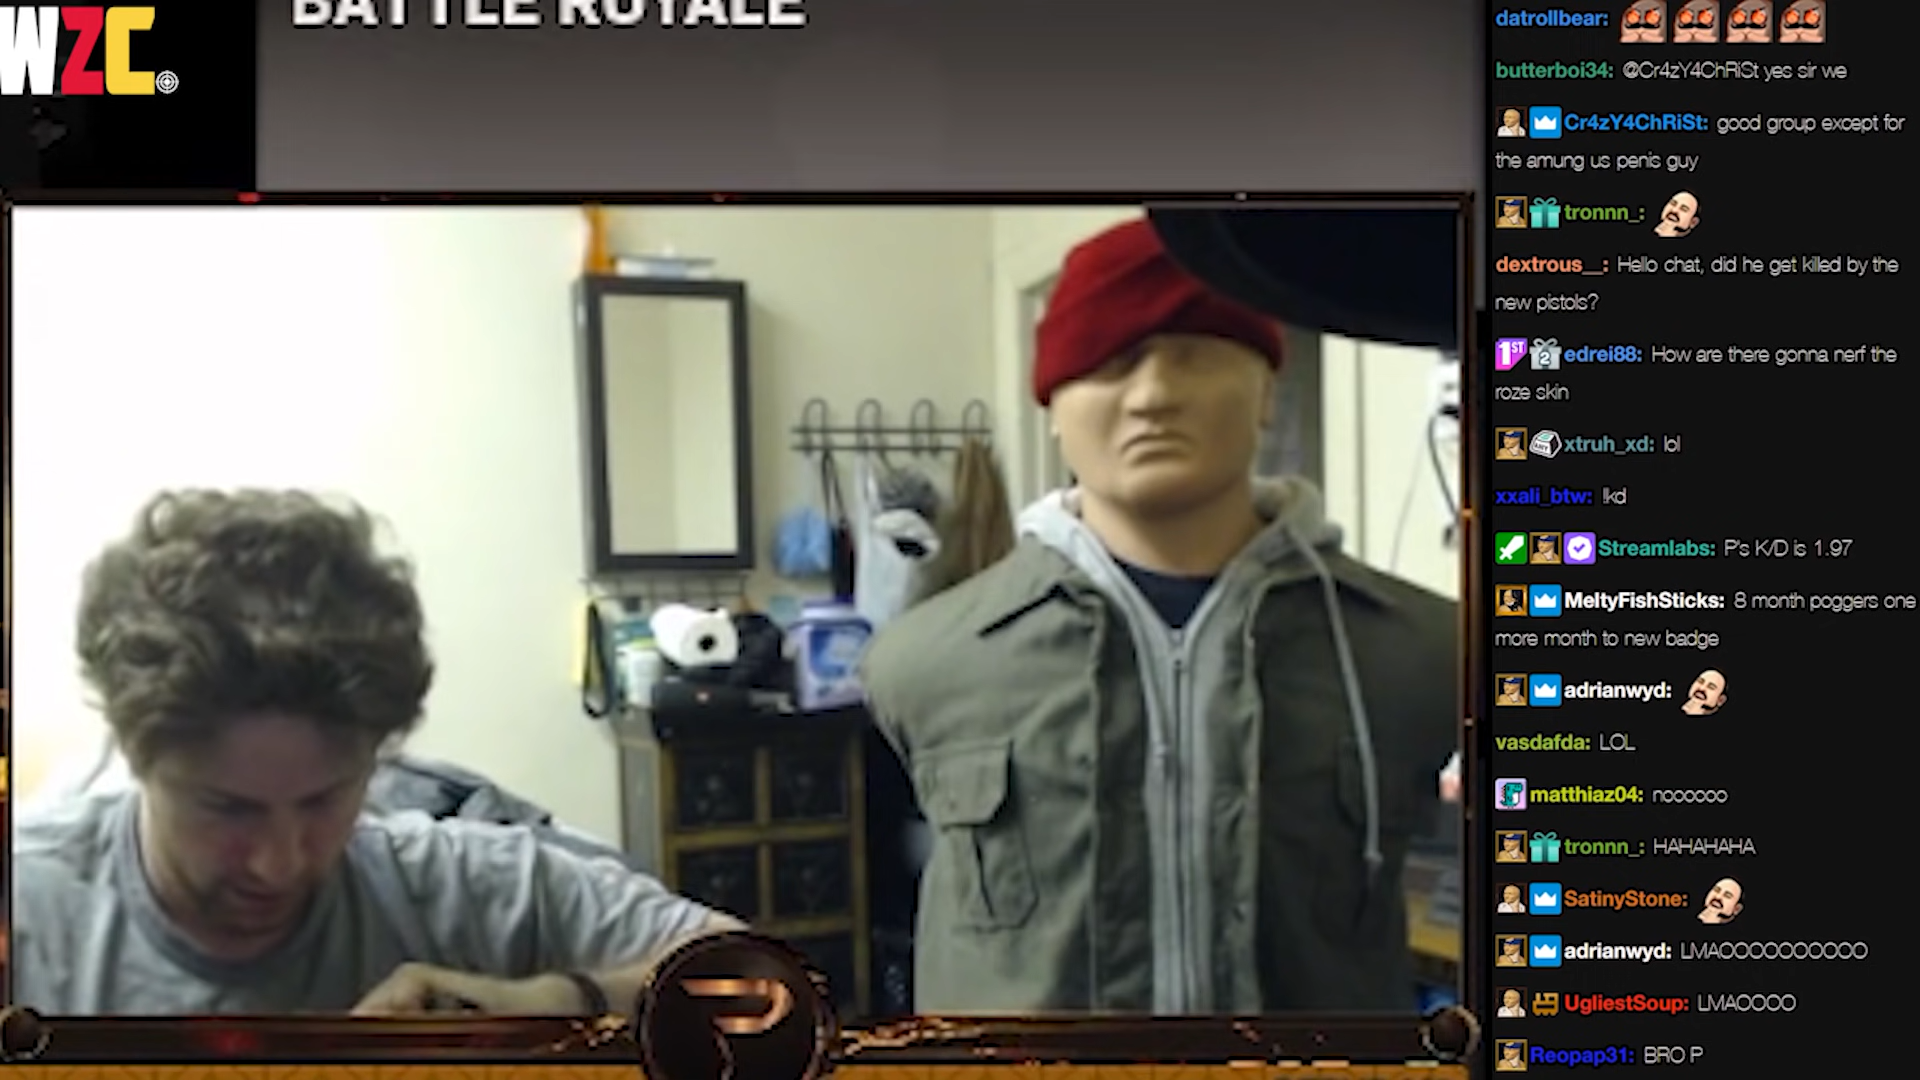 BATTLE ROYALE
WZC
datrollbear:
butterboi34: @Cr4zY4ChRiSt yes sir we
Cr4zY4ChRiSt: good group except for
the amung us penis guy
tronnn_:
dextrous__: Hello chat, did he get killed by the
new pistols?
1ST 2 edrei88: How are there gonna nerf the
roze skin
xtruh_xd: lol
xxali_btw: !kd
Streamlabs: P's K/D is 1.97
MeltyFishSticks: 8 month poggers one
more month to new badge
adrianwyd:
vasdafda: LOL
matthiaz04: noooooo
tronnn_: HAHAHAHA
SatinyStone:
adrianwyd: LMAOOOOOOOOOO
UgliestSoup: LMAOOOO
Reopap31: BRO P
P